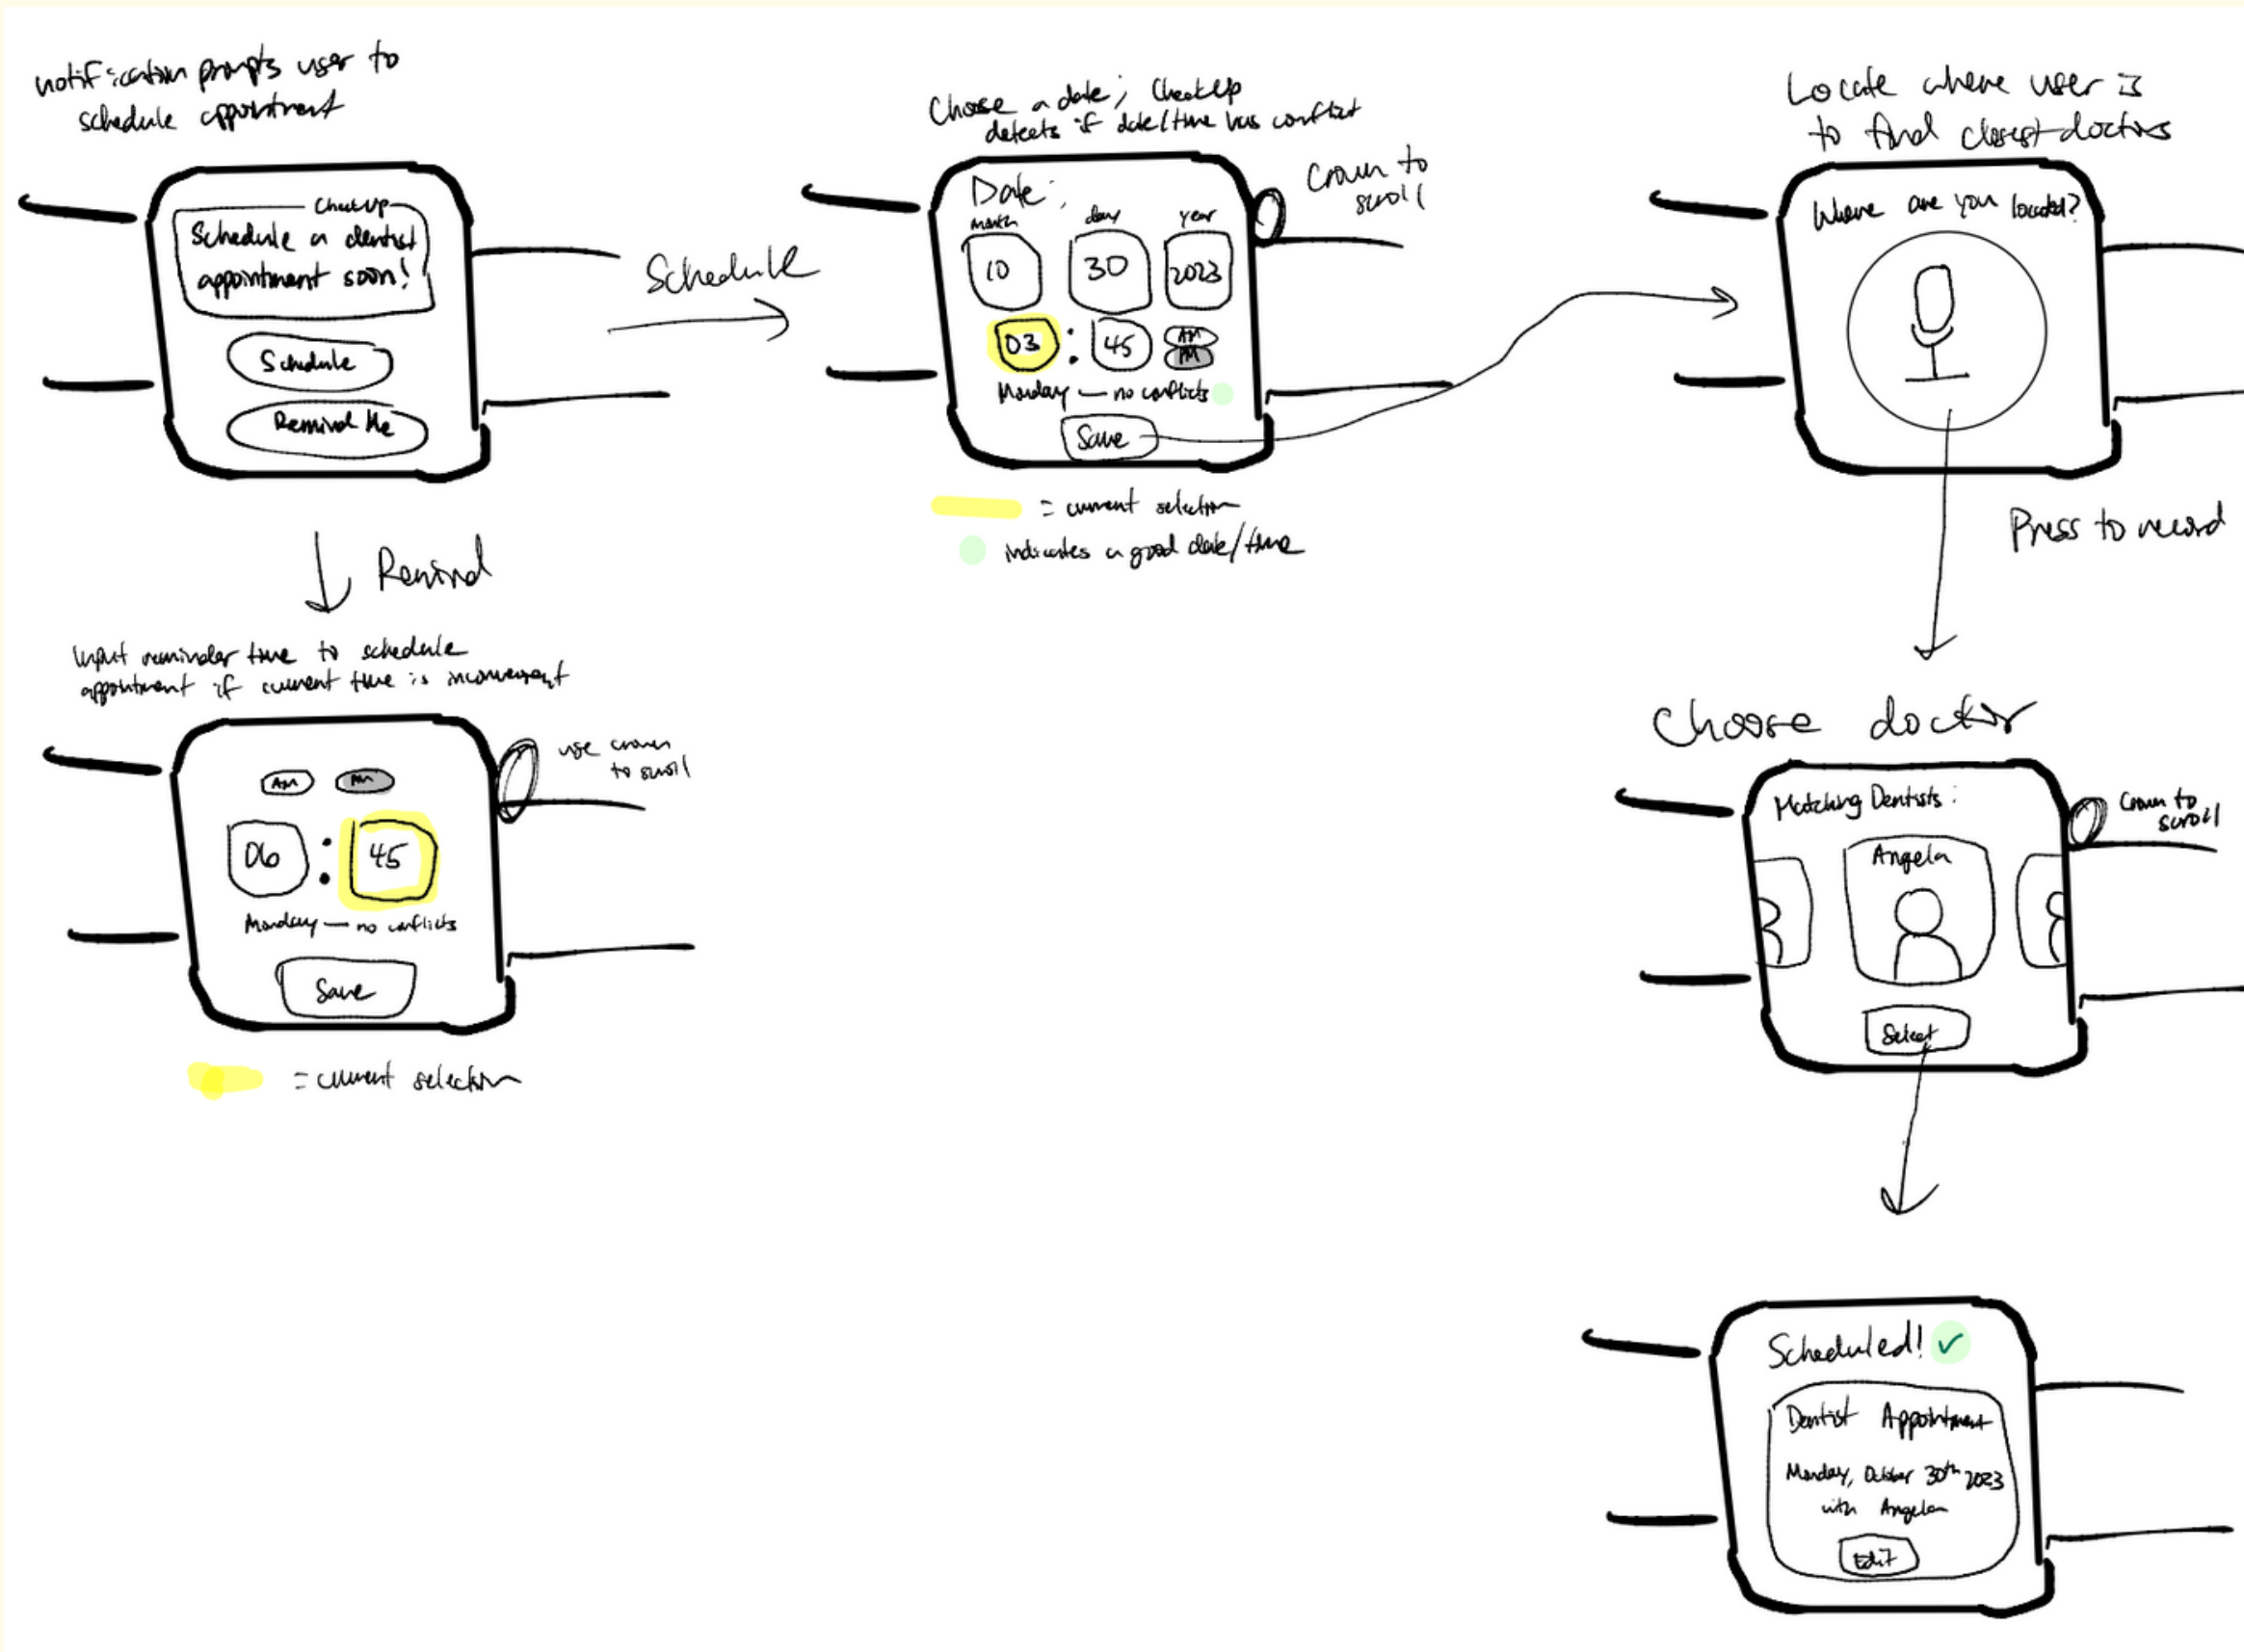 notification prompts user to
schedule appointment
CheckUp
Schedule a dentist
appointment soon!
Schedule
Remind Me
Schedule
Remind
Choose a date; CheckUp
detects if date/time has conflict
Date:
month day year
10 30 2023
03 : 45 AM
PM
Monday — no conflicts
Save
Crown to
scroll
= current selection
indicates a good date/time
Locate where user is
to find closest doctors
Where are you located?
Press to record
Input reminder time to schedule
appointment if current time is inconvenient
AM PM
06 : 45
Monday — no conflicts
Save
use crown
to scroll
= current selection
Choose doctor
Matching Dentists:
Angela
Select
Crown to
scroll
Scheduled! ✓
Dentist Appointment
Monday, October 30th 2023
with Angela
Edit